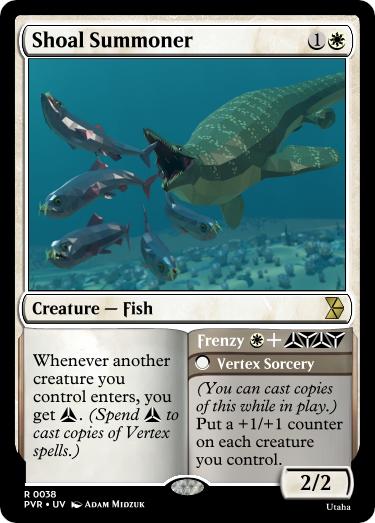 Shoal Summoner 1
Creature — Fish
Whenever another
creature you
control enters, you
get . (Spend to
cast copies of Vertex
spells.)
Frenzy +
Vertex Sorcery
(You can cast copies
of this while in play.)
Put a +1/+1 counter
on each creature
you control.
2/2
R 0038
PVR • UV Adam Midzuk
Utaha